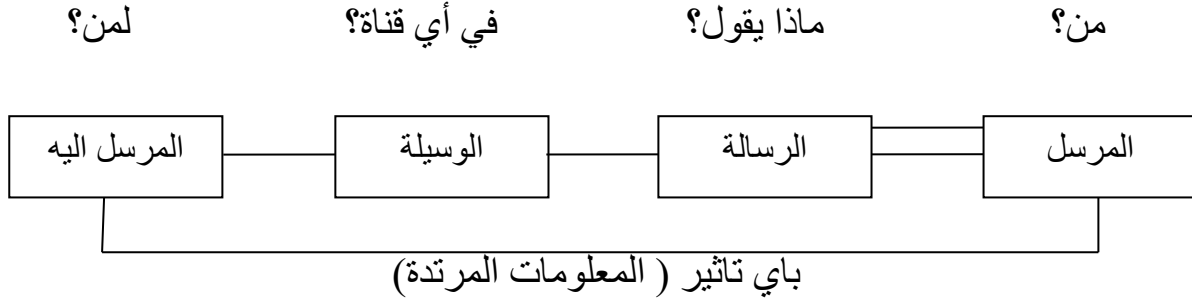 من؟ ماذا يقول؟ في أي قناة؟ لمن؟
المرسل الرسالة الوسيلة المرسل اليه
باي تاثير ( المعلومات المرتدة)